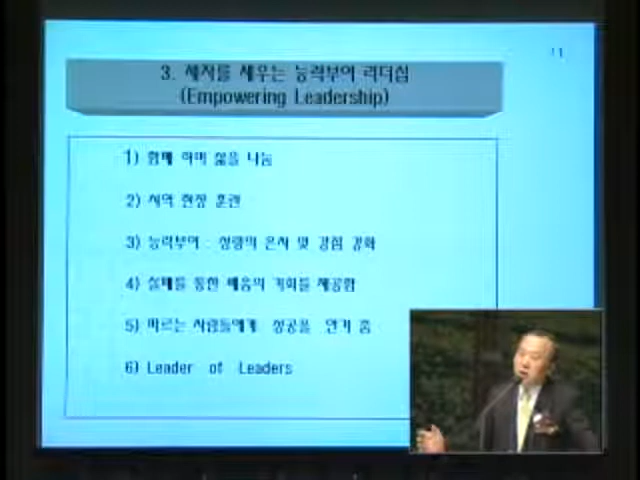 11
3. 제자를 세우는 능력부여 리더십
(Empowering Leadership)
1) 함께 하며 삶을 나눔
2) 사역 현장 훈련
3) 능력부여 : 성령의 은사 및 강점 강화
4) 실패를 통한 배움의 기회를 제공함
5) 따르는 사람들에게 성공을 안겨 줌
6) Leader of Leaders